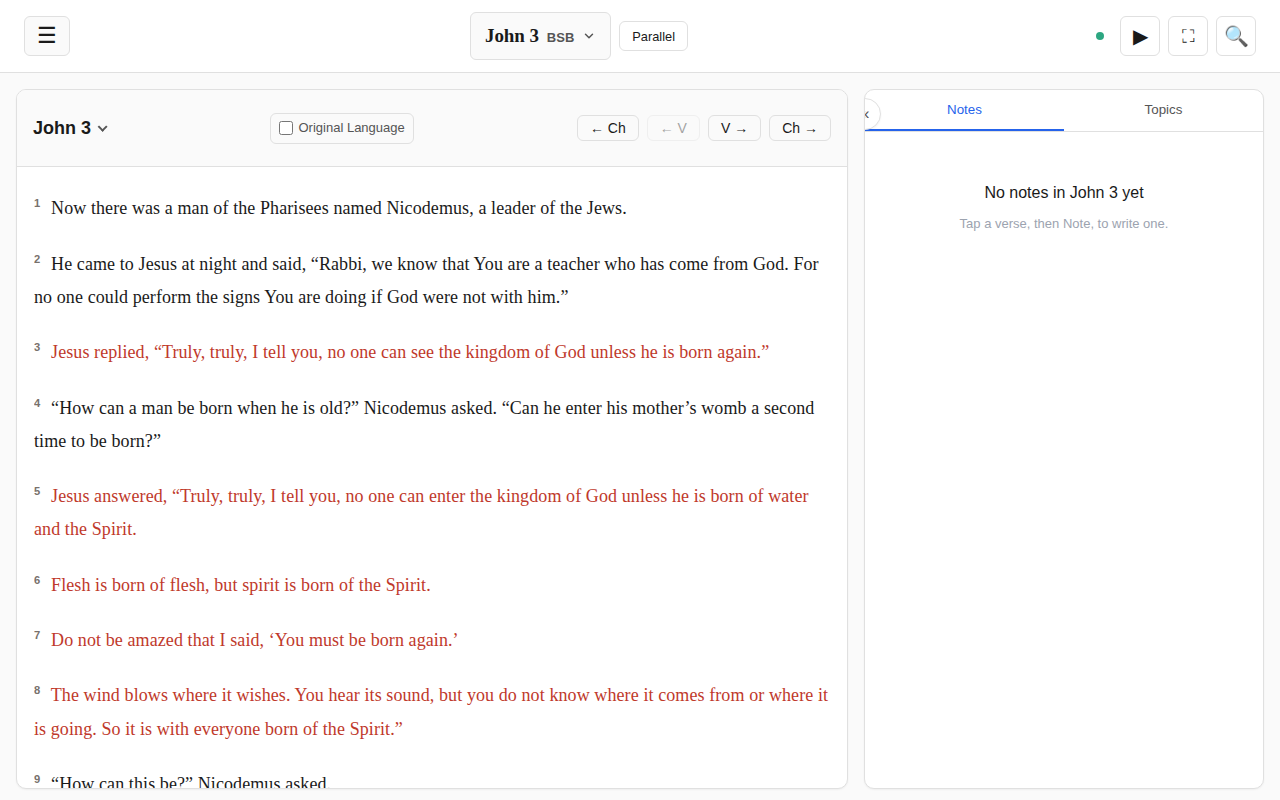 ☰
John 3 BSB
Parallel
▶
🔍
John 3
Original Language
← Ch
← V
V →
Ch →
‹
Notes
Topics
No notes in John 3 yet
Tap a verse, then Note, to write one.
1 Now there was a man of the Pharisees named Nicodemus, a leader of the Jews.
2 He came to Jesus at night and said, “Rabbi, we know that You are a teacher who has come from God. For
no one could perform the signs You are doing if God were not with him.”
3 Jesus replied, “Truly, truly, I tell you, no one can see the kingdom of God unless he is born again.”
4 “How can a man be born when he is old?” Nicodemus asked. “Can he enter his mother’s womb a second
time to be born?”
5 Jesus answered, “Truly, truly, I tell you, no one can enter the kingdom of God unless he is born of water
and the Spirit.
6 Flesh is born of flesh, but spirit is born of the Spirit.
7 Do not be amazed that I said, ‘You must be born again.’
8 The wind blows where it wishes. You hear its sound, but you do not know where it comes from or where it
is going. So it is with everyone born of the Spirit.”
9 “How can this be?” Nicodemus asked.